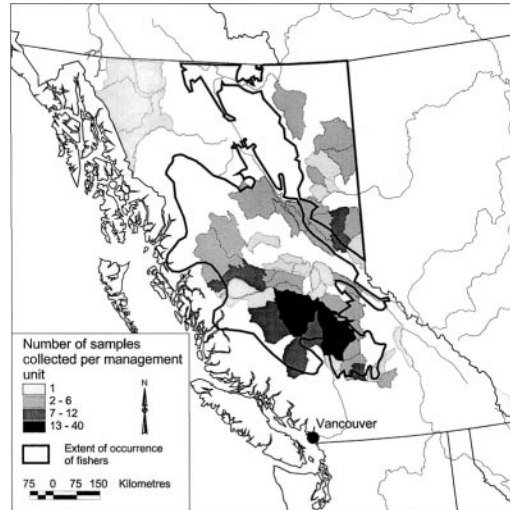 Number of samples
collected per management
unit
1
2 - 6
7 - 12
13 - 40
N
Extent of occurrence
of fishers
75 0 75 150 Kilometres
Vancouver